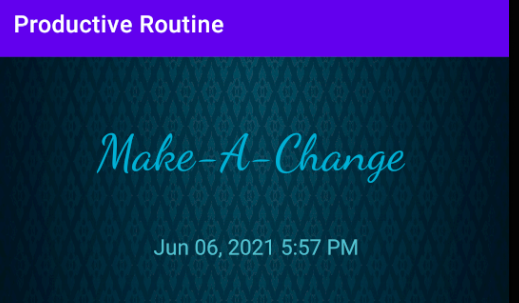 Productive Routine
Make-A-Change
Jun 06, 2021 5:57 PM